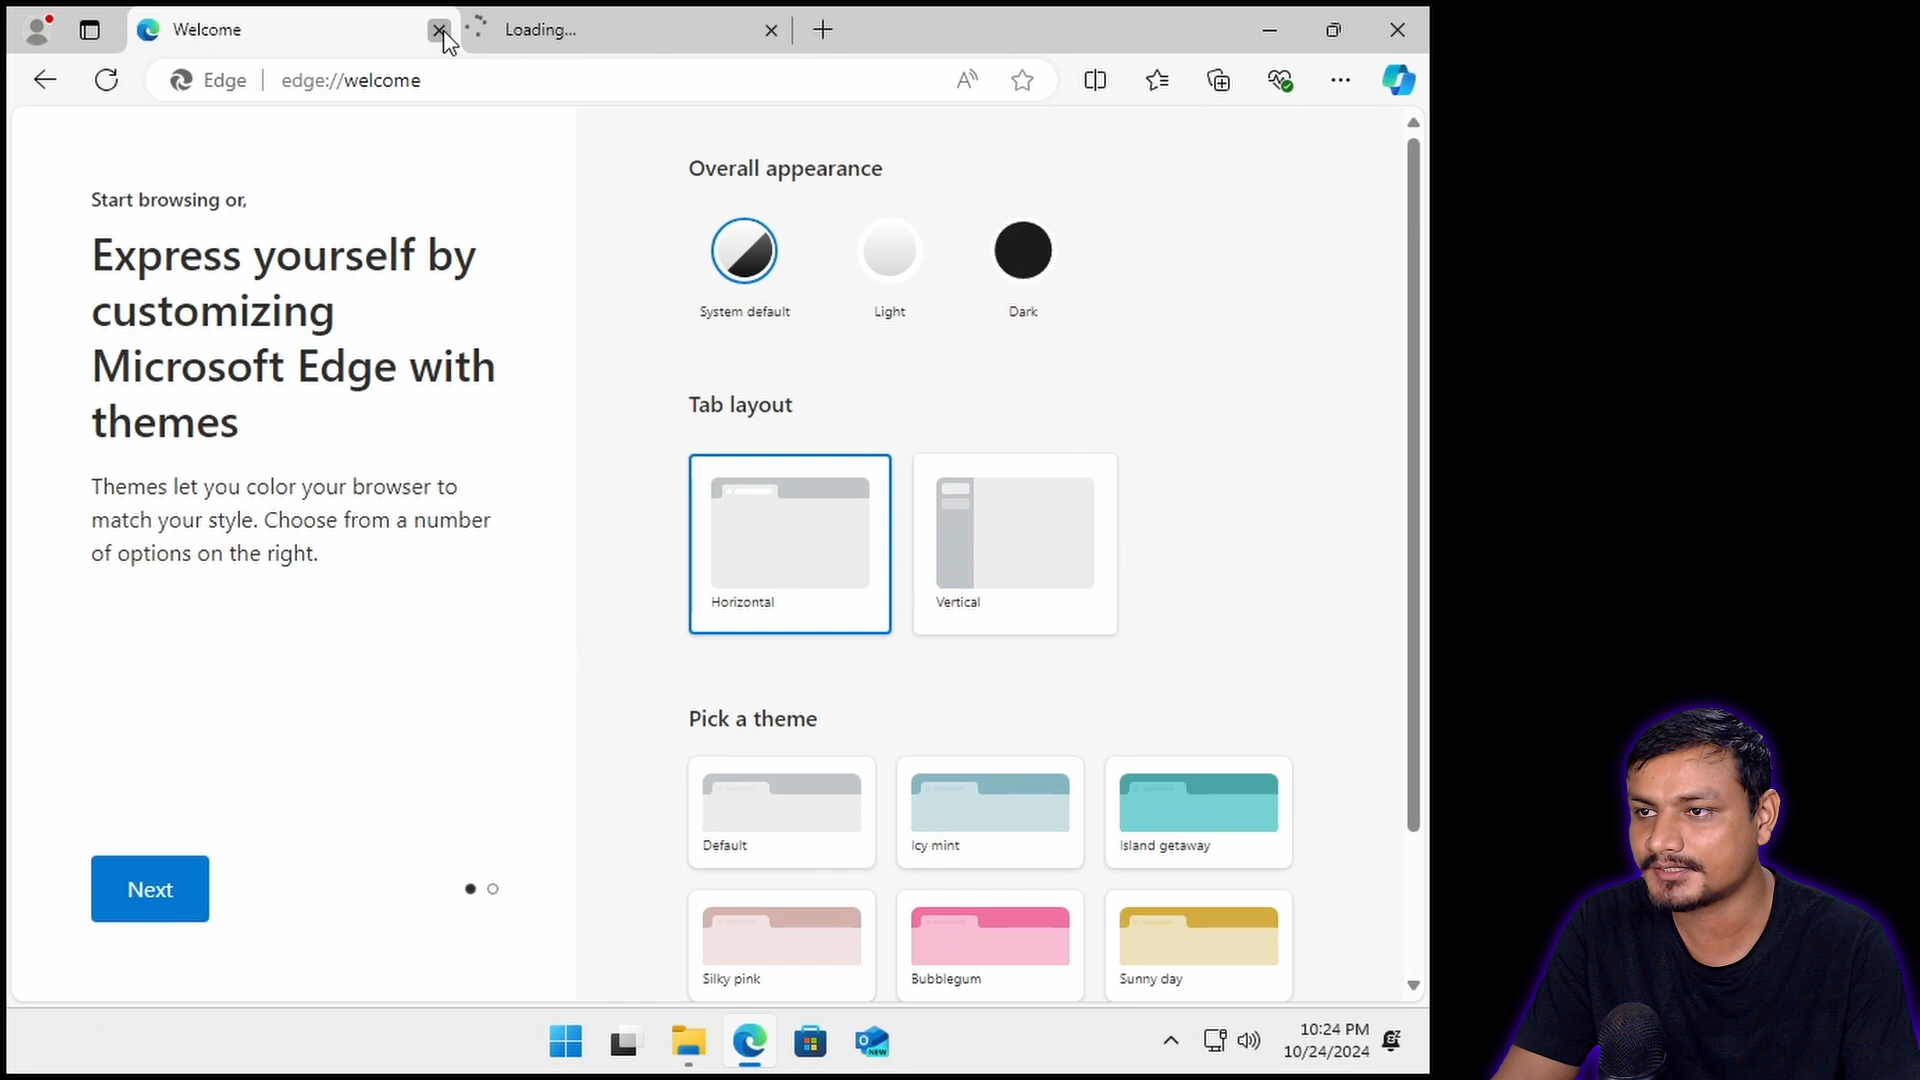 Welcome
Loading...
Edge
edge://welcome
Start browsing or,
Express yourself by
customizing
Microsoft Edge with
themes
Themes let you color your browser to
match your style. Choose from a number
of options on the right.
Next
Overall appearance
System default
Light
Dark
Tab layout
Horizontal
Vertical
Pick a theme
Default
Icy mint
Island getaway
Silky pink
Bubblegum
Sunny day
NEW
10:24 PM
10/24/2024